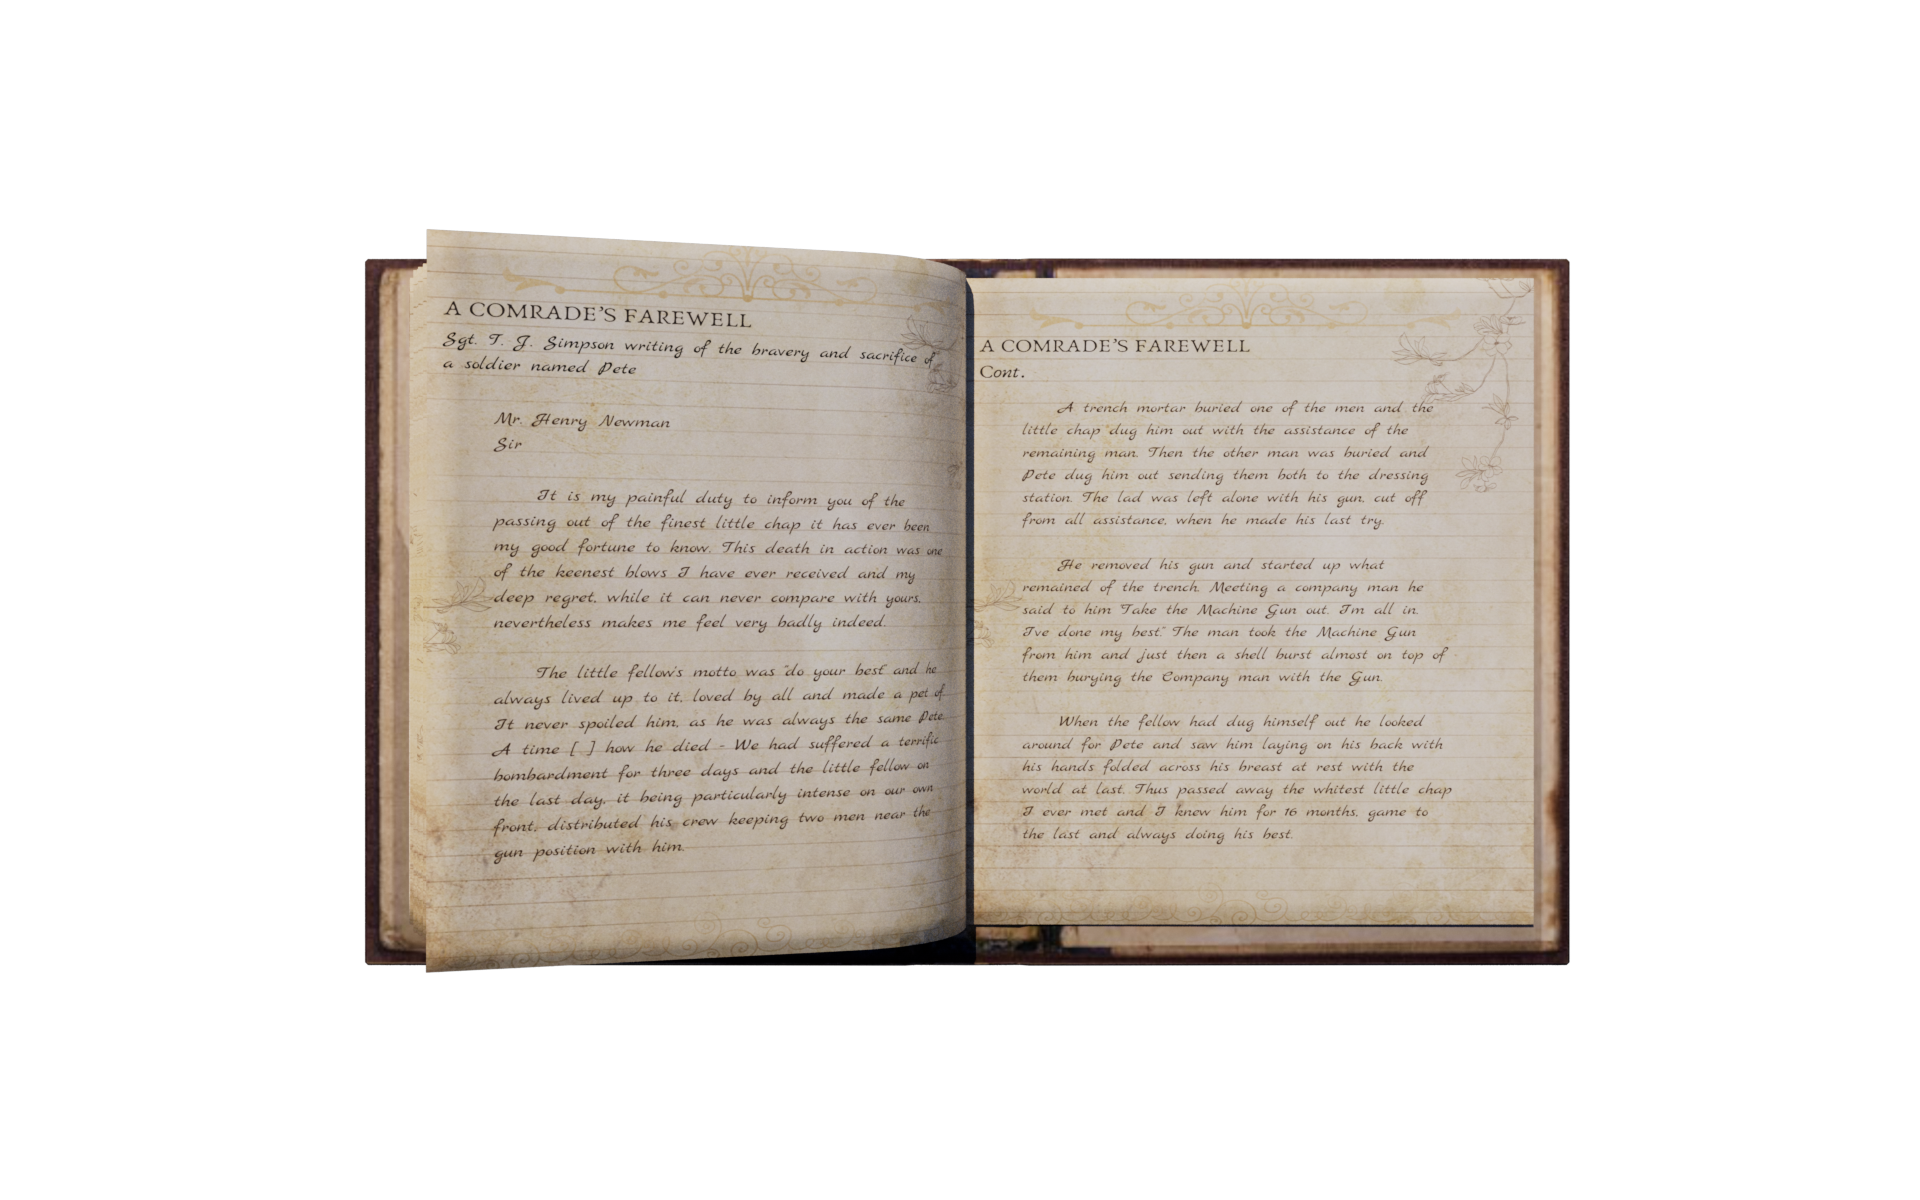 A COMRADE'S FAREWELL
Sgt. T. J. Simpson writing of the bravery and sacrifice of
a soldier named Pete
Mr. Henry Newman
Sir
It is my painful duty to inform you of the
passing out of the finest little chap it has ever been
my good fortune to know. This death in action was one
of the keenest blows I have ever received and my
deep regret, while it can never compare with yours,
nevertheless makes me feel very badly indeed.
The little fellow's motto was "do your best" and he
always lived up to it, loved by all and made a pet of.
It never spoiled him, as he was always the same Pete.
A time [ ] how he died - We had suffered a terrific
bombardment for three days and the little fellow on
the last day, it being particularly intense on our own
front, distributed his crew keeping two men near the
gun position with him.
A COMRADE'S FAREWELL
Cont.
A trench mortar buried one of the men and the
little chap dug him out with the assistance of the
remaining man. Then the other man was buried and
Pete dug him out sending them both to the dressing
station. The lad was left alone with his gun, cut off
from all assistance, when he made his last try.
He removed his gun and started up what
remained of the trench. Meeting a company man he
said to him Take the Machine Gun out. I'm all in.
I've done my best." The man took the Machine Gun
from him and just then a shell burst almost on top of
them burying the Company man with the Gun.
When the fellow had dug himself out he looked
around for Pete and saw him laying on his back with
his hands folded across his breast at rest with the
world at last. Thus passed away the whitest little chap
I ever met and I knew him for 16 months, game to
the last and always doing his best.